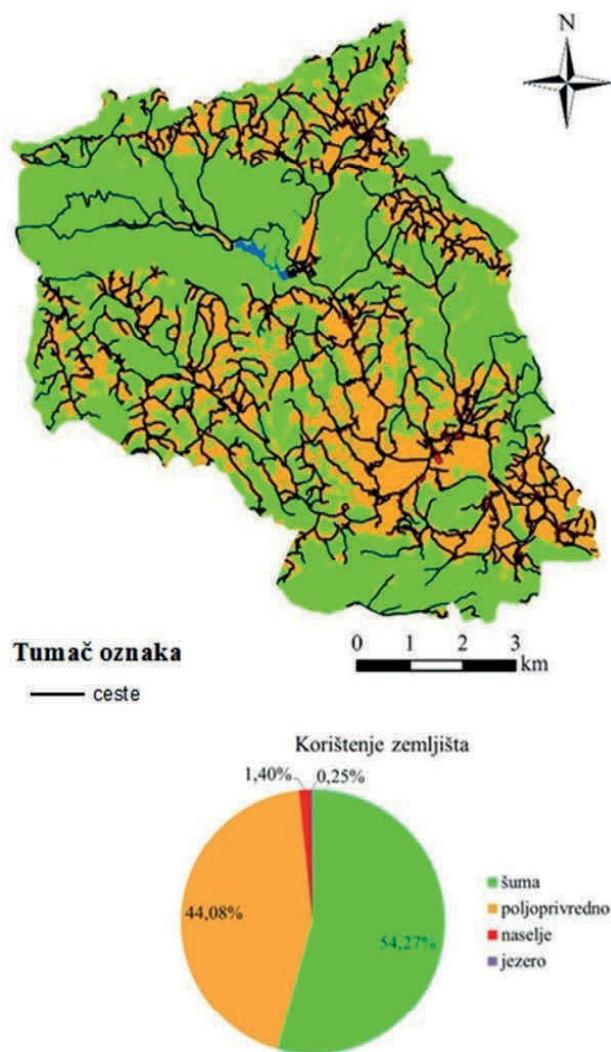 N
Tumač oznaka
0 1 2 3
km
ceste
Korištenje zemljišta
1,40%
0,25%
44,08%
54,27%
šuma
poljoprivredno
naselje
jezero